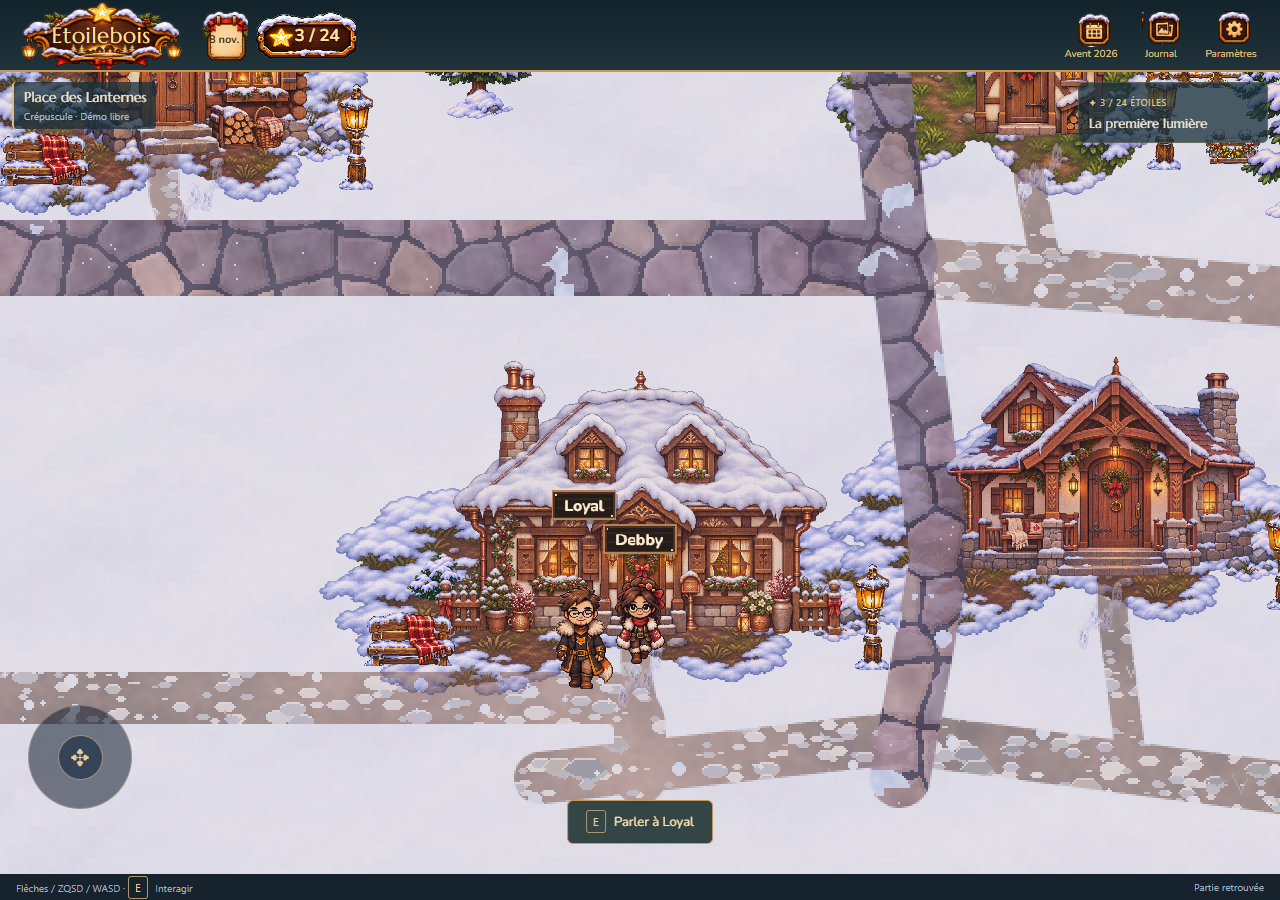 Etoilebois
8 nov.
3 / 24
Avent 2026
Journal
Paramètres
Place des Lanternes
Crépuscule · Démo libre
✦ 3 / 24 ÉTOILES
La première lumière
Loyal
Debby
E Parler à Loyal
Flèches / ZQSD / WASD · E Interagir
Partie retrouvée